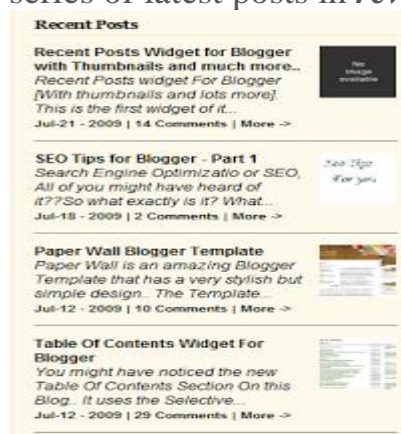 series of latest posts in
Recent Posts
Recent Posts Widget for Blogger
with Thumbnails and much more..
Recent Posts widget For Blogger
[With thumbnails and lots more].
This is the first widget of it...
Jul-21 - 2009 | 14 Comments | More ->
No
image
available
SEO Tips for Blogger - Part 1
Search Engine Optimizatio or SEO,
All of you might have heard of
it??So what exactly is it? What...
Jul-18 - 2009 | 2 Comments | More ->
Seo Tips
For you
Paper Wall Blogger Template
Paper Wall is an amazing Blogger
Template that has a very stylish but
simple design.. The Template...
Jul-12 - 2009 | 10 Comments | More ->
Table Of Contents Widget For
Blogger
You might have noticed the new
Table Of Contents Section On this
Blog.. It uses the Selective...
Jul-12 - 2009 | 29 Comments | More ->